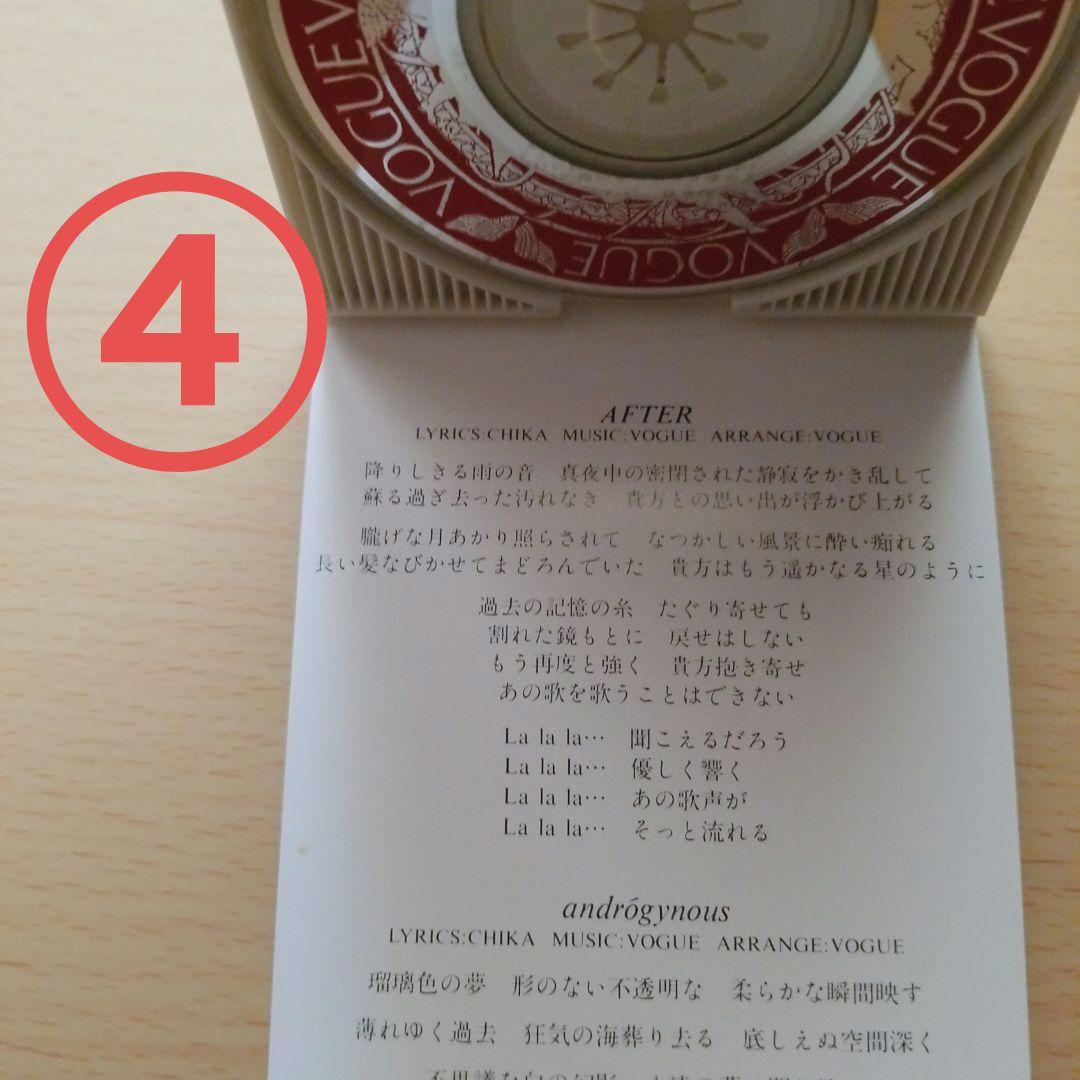 VOGUE
VOGUE
VOGUE
VOGUE
VOGUE
4
AFTER
LYRICS:CHIKA MUSIC:VOGUE ARRANGE:VOGUE
降りしきる雨の音 真夜中の密閉された静寂をかき乱して
蘇る過ぎ去った汚れなき 貴方との思い出が浮かび上がる
朧げな月あかり照らされて なつかしい風景に酔い痴れる
長い髪なびかせてまどろんでいた 貴方はもう遥かなる星のように
過去の記憶の糸 たぐり寄せても
割れた鏡もとに 戻せはしない
もう再度と強く 貴方抱き寄せ
あの歌を歌うことはできない
La la la… 聞こえるだろう
La la la… 優しく響く
La la la… あの歌声が
La la la… そっと流れる
andrógynous
LYRICS:CHIKA MUSIC:VOGUE ARRANGE:VOGUE
瑠璃色の夢 形のない不透明な 柔らかな瞬間映す
薄れゆく過去 狂気の海葬り去る 底しえぬ空間深く